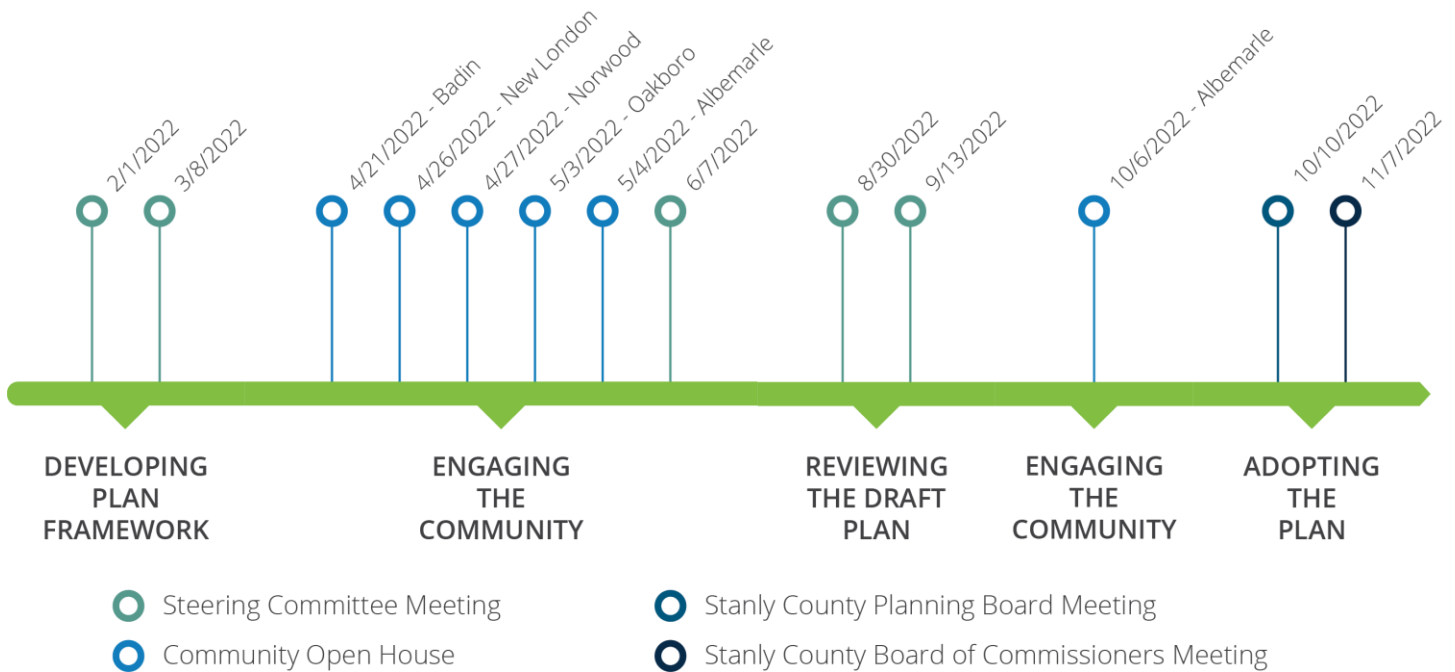 2/1/2022
3/8/2022
4/21/2022 - Badin
4/26/2022 - New London
4/27/2022 - Norwood
5/3/2022 - Oakboro
5/4/2022 - Albemarle
6/7/2022
8/30/2022
9/13/2022
10/6/2022 - Albemarle
10/10/2022
11/7/2022
DEVELOPING
PLAN
FRAMEWORK
ENGAGING
THE
COMMUNITY
REVIEWING
THE DRAFT
PLAN
ENGAGING
THE
COMMUNITY
ADOPTING
THE
PLAN
Steering Committee Meeting
Community Open House
Stanly County Planning Board Meeting
Stanly County Board of Commissioners Meeting